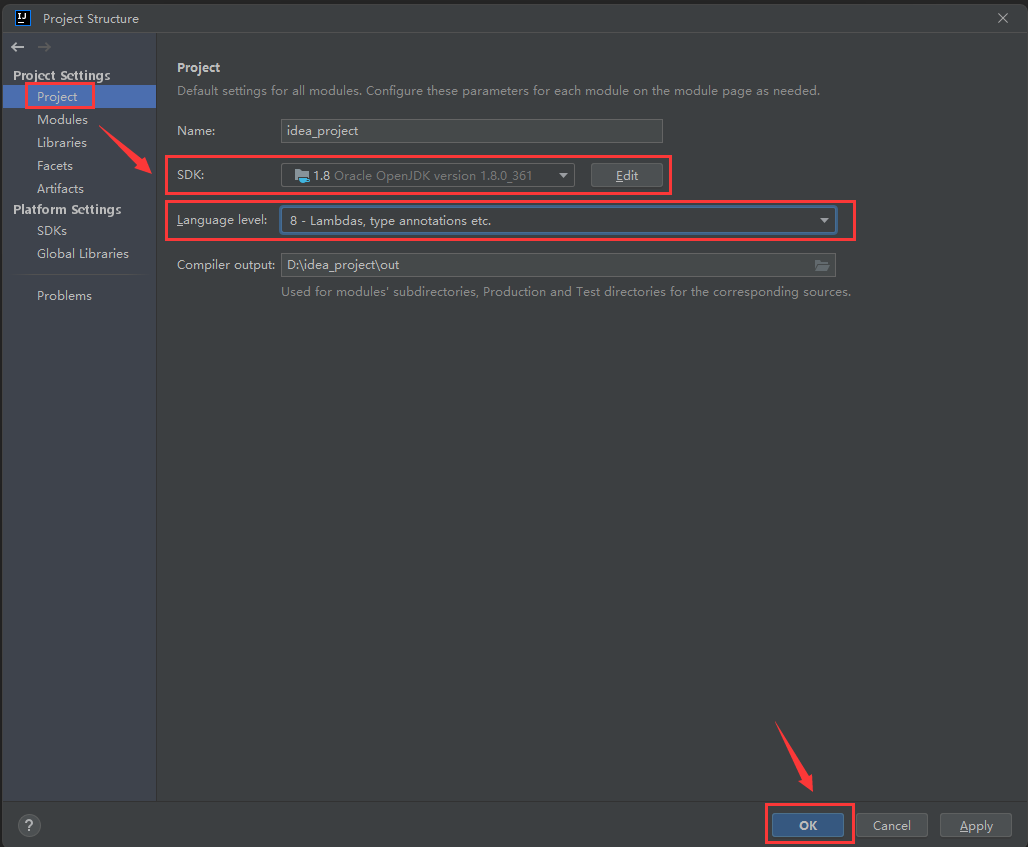 IJ Project Structure
Project Settings
Project
Modules
Libraries
Facets
Artifacts
Platform Settings
SDKs
Global Libraries
Problems
Project
Default settings for all modules. Configure these parameters for each module on the module page as needed.
Name: idea_project
SDK: 1.8 Oracle OpenJDK version 1.8.0_361 Edit
Language level: 8 - Lambdas, type annotations etc.
Compiler output: D:\idea_project\out
Used for modules' subdirectories, Production and Test directories for the corresponding sources.
? OK Cancel Apply